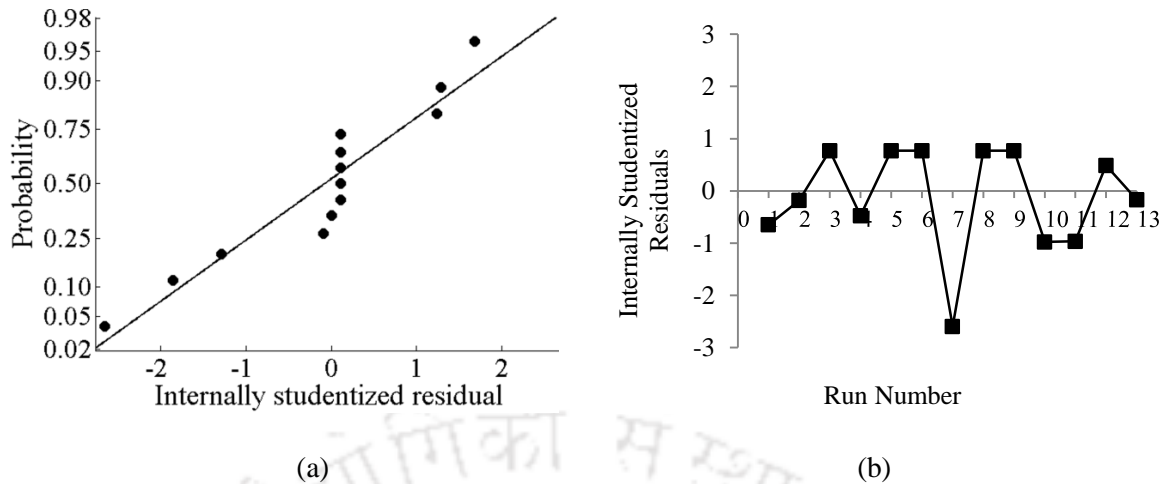 0.98
0.95
0.90
0.75
0.50
0.25
0.10
0.05
0.02
Probability
-2 -1 0 1 2
Internally studentized residual
(a)
3
2
1
0
-1
-2
-3
Internally Studentized
Residuals
0 1 2 3 4 5 6 7 8 9 10 11 12 13
Run Number
(b)